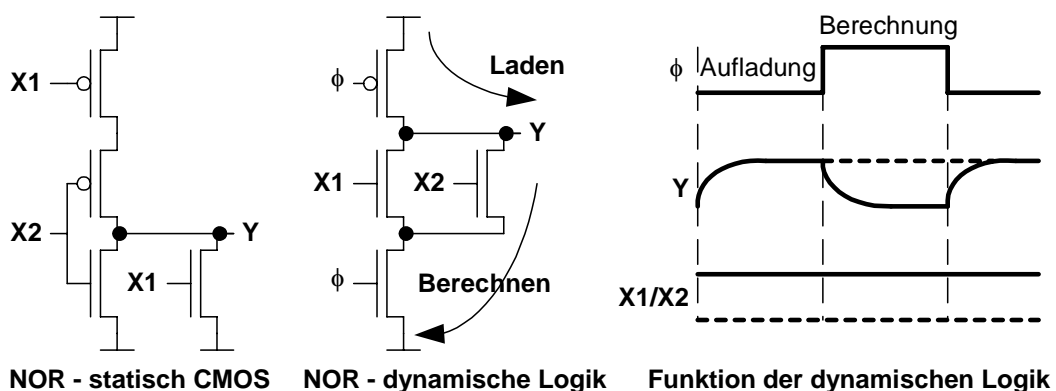 X1
X2
X1
Y
NOR - statisch CMOS
ϕ
Laden
Y
X1
X2
ϕ
Berechnen
NOR - dynamische Logik
Berechnung
ϕ
Aufladung
Y
X1/X2
Funktion der dynamischen Logik